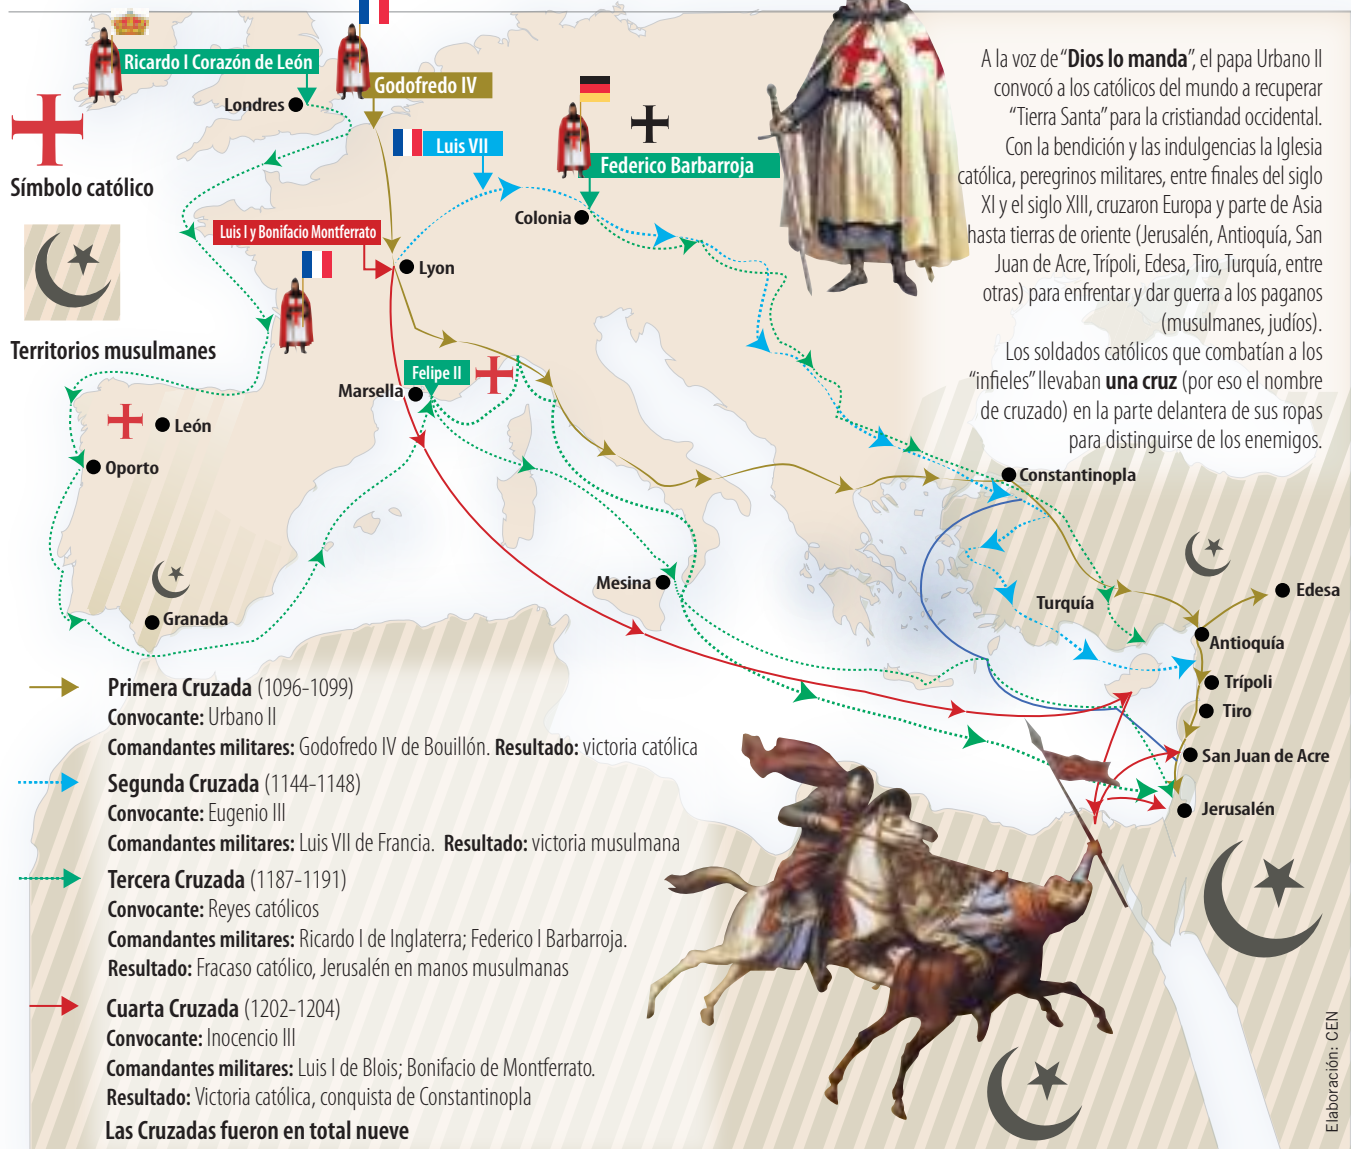 Ricardo I Corazón de León
Londres
Godofredo IV
Luis VII
Federico Barbarroja
Colonia
Símbolo católico
Luis I y Bonifacio Montferrato
Lyon
Territorios musulmanes
Felipe II
Marsella
León
Oporto
Granada
Mesina
Constantinopla
Turquía
Edesa
Antioquía
Trípoli
Tiro
San Juan de Acre
Jerusalén
A la voz de “Dios lo manda”, el papa Urbano II
convocó a los católicos del mundo a recuperar
“Tierra Santa” para la cristiandad occidental.
Con la bendición y las indulgencias la Iglesia
católica, peregrinos militares, entre finales del siglo
XI y el siglo XIII, cruzaron Europa y parte de Asia
hasta tierras de oriente (Jerusalén, Antioquía, San
Juan de Acre, Trípoli, Edesa, Tiro, Turquía, entre
otras) para enfrentar y dar guerra a los paganos
(musulmanes, judíos).
Los soldados católicos que combatían a los
“infieles” llevaban una cruz (por eso el nombre
de cruzado) en la parte delantera de sus ropas
para distinguirse de los enemigos.
Primera Cruzada (1096-1099)
Convocante: Urbano II
Comandantes militares: Godofredo IV de Bouillón. Resultado: victoria católica
Segunda Cruzada (1144-1148)
Convocante: Eugenio III
Comandantes militares: Luis VII de Francia. Resultado: victoria musulmana
Tercera Cruzada (1187-1191)
Convocante: Reyes católicos
Comandantes militares: Ricardo I de Inglaterra; Federico I Barbarroja.
Resultado: Fracaso católico, Jerusalén en manos musulmanas
Cuarta Cruzada (1202-1204)
Convocante: Inocencio III
Comandantes militares: Luis I de Blois; Bonifacio de Montferrato.
Resultado: Victoria católica, conquista de Constantinopla
Las Cruzadas fueron en total nueve
Elaboración: CEN